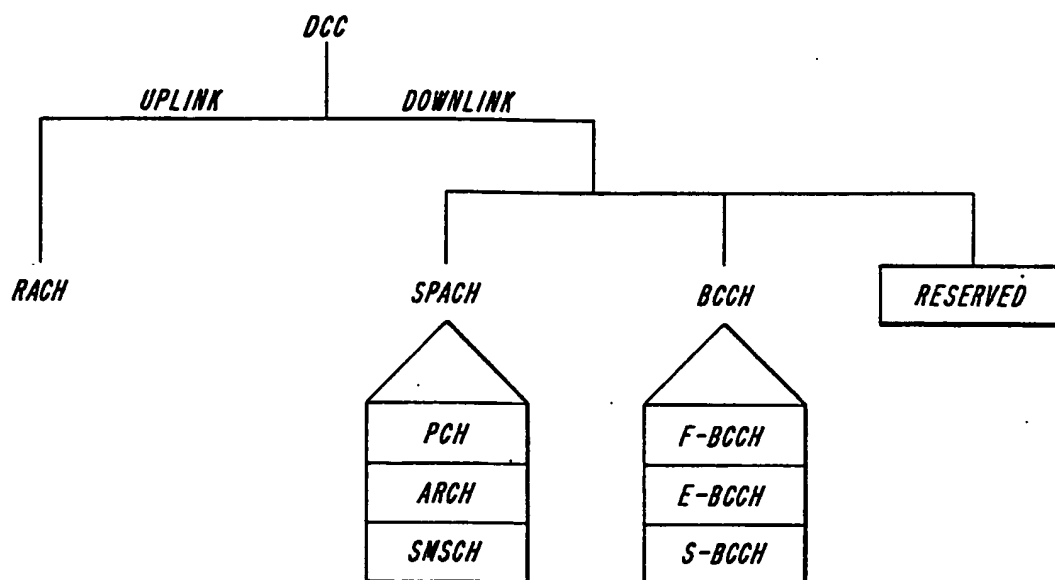 DCC
UPLINK DOWNLINK
RACH SPACH BCCH RESERVED
PCH F-BCCH
ARCH E-BCCH
SMSCH S-BCCH